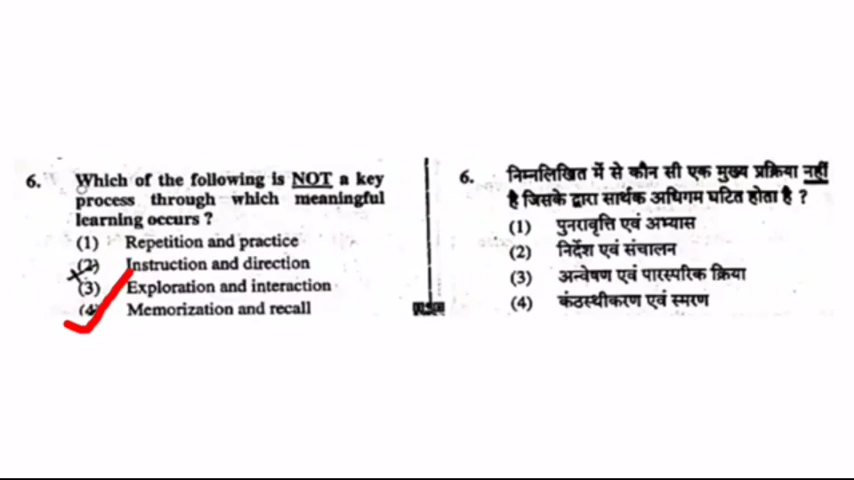 6. Which of the following is NOT a key
process through which meaningful
learning occurs ?
(1) Repetition and practice
(2) Instruction and direction
(3) Exploration and interaction
(4) Memorization and recall
6. निम्नलिखित में से कौन सी एक मुख्य प्रक्रिया नहीं
है जिसके द्वारा सार्थक अधिगम घटित होता है ?
(1) पुनरावृत्ति एवं अभ्यास
(2) निर्देश एवं संचालन
(3) अन्वेषण एवं पारस्परिक क्रिया
(4) कंठस्थीकरण एवं स्मरण